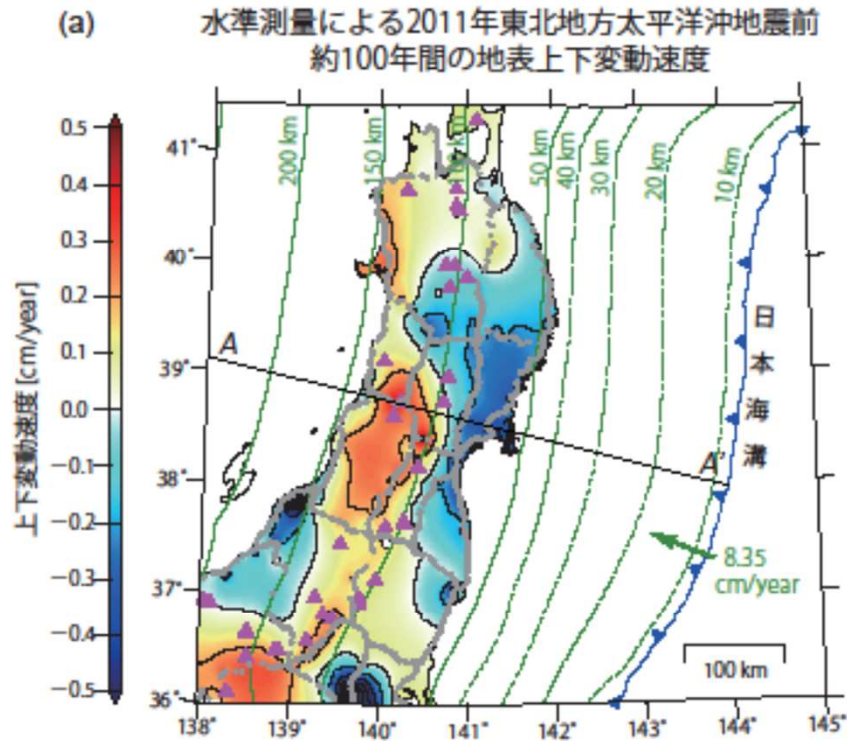 (a)
水準測量による2011年東北地方太平洋沖地震前
約100年間の地表上下変動速度
上下変動速度 [cm/year]
0.5
0.4
0.3
0.2
0.1
0.0
−0.1
−0.2
−0.3
−0.4
−0.5
41°
40°
39°
38°
37°
36°
200 km
150 km
50 km
40 km
30 km
20 km
10 km
A
A'
日本海溝
8.35
cm/year
100 km
138°
139°
140°
141°
142°
143°
144°
145°